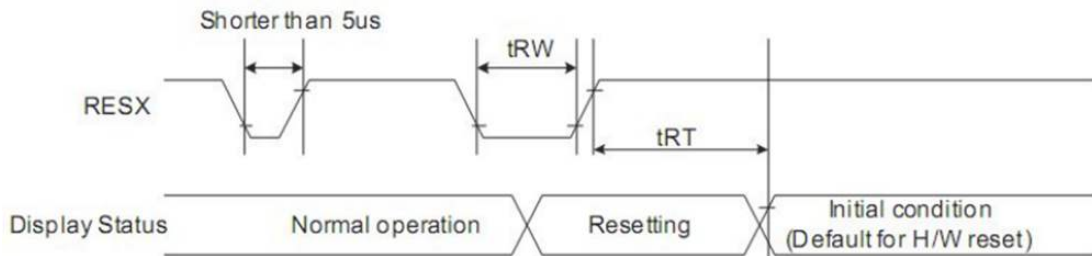 Shorter than 5us
tRW
RESX
tRT
Display Status
Normal operation
Resetting
Initial condition
(Default for H/W reset)